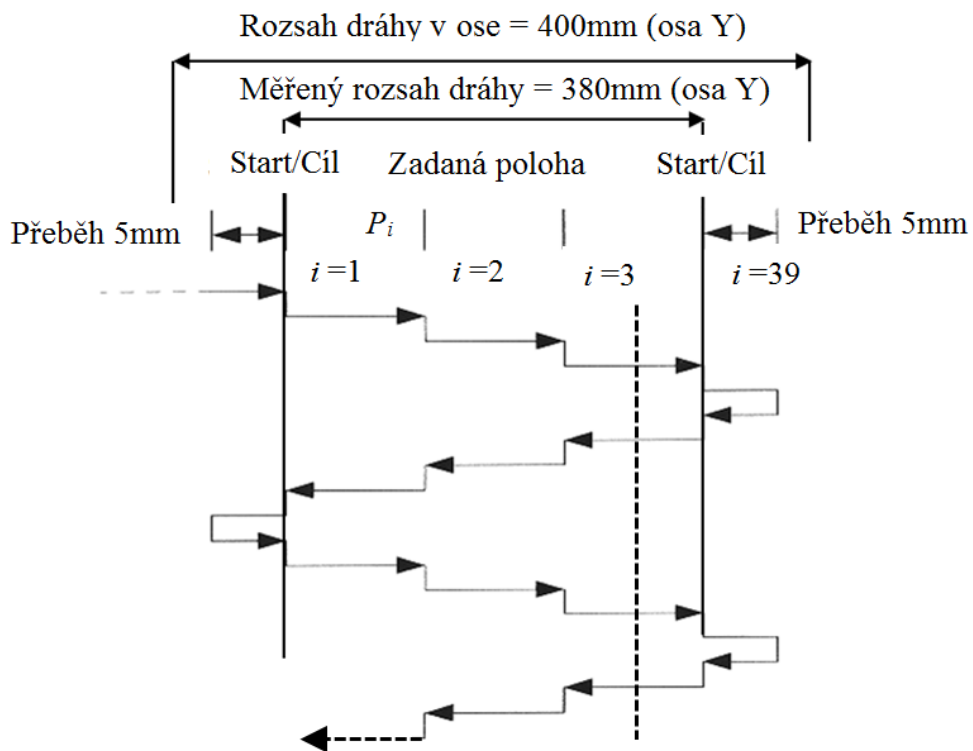 Rozsah dráhy v ose = 400mm (osa Y)
Měřený rozsah dráhy = 380mm (osa Y)
Start/Cíl Zadaná poloha Start/Cíl
Přeběh 5mm Pi Přeběh 5mm
i =1 i =2 i =3 i =39